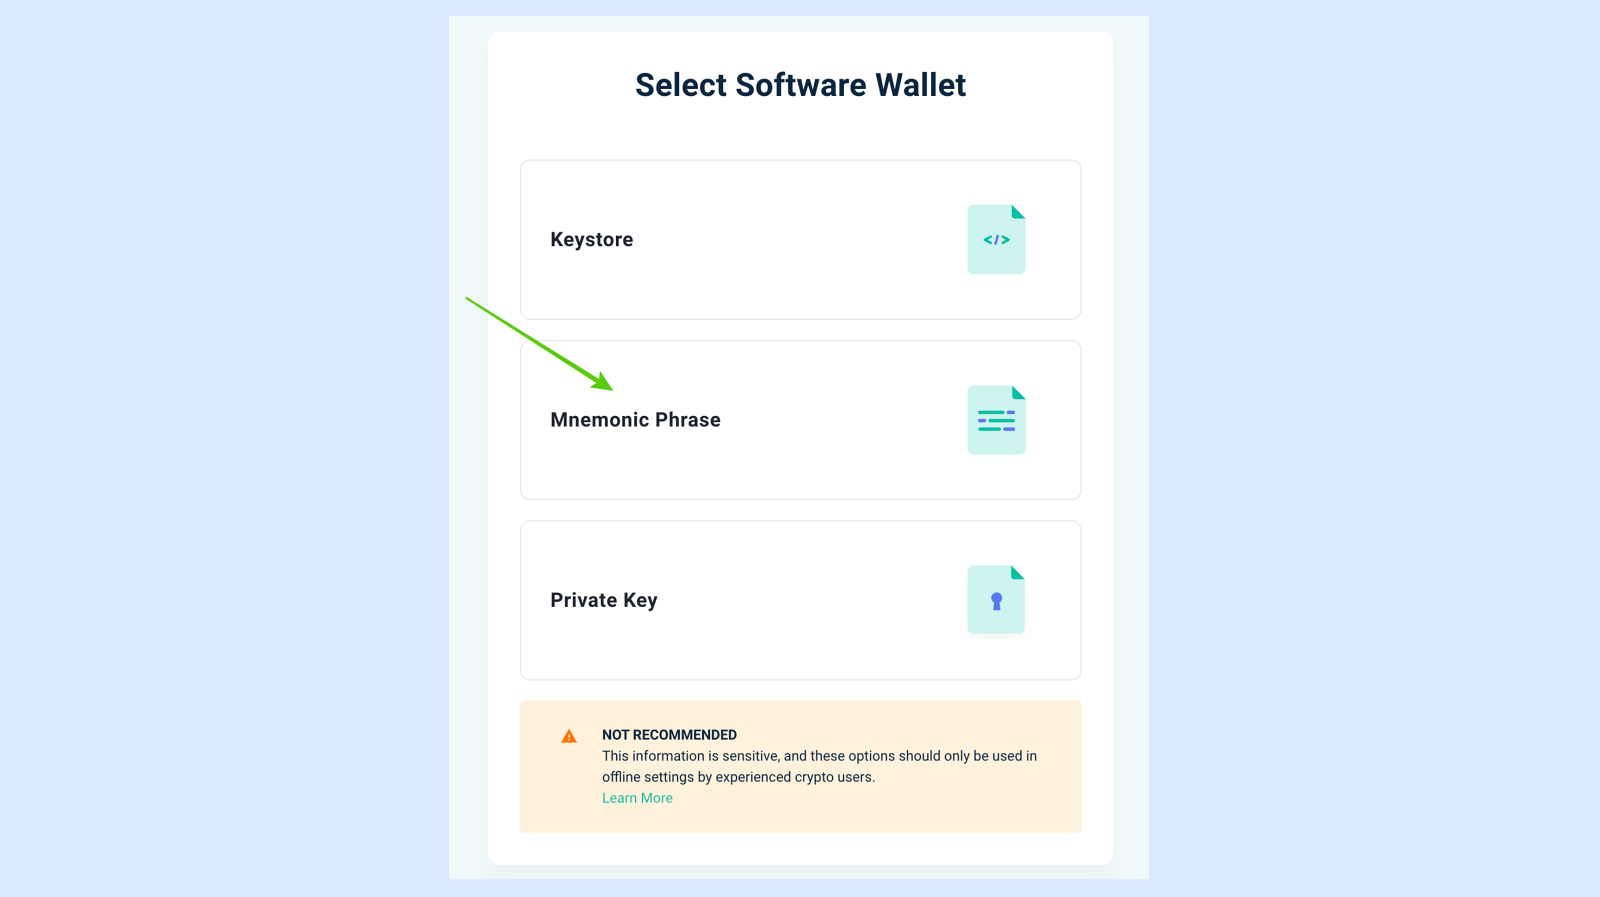 Select Software Wallet
Keystore
</>
Mnemonic Phrase
Private Key
NOT RECOMMENDED
This information is sensitive, and these options should only be used in
offline settings by experienced crypto users.
Learn More